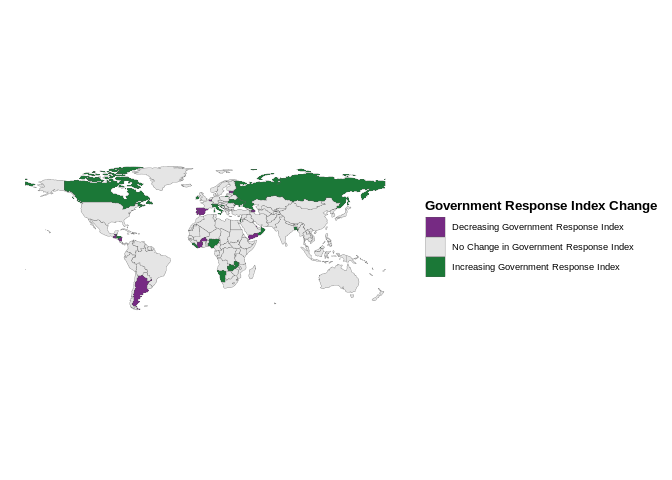 Government Response Index Change
Decreasing Government Response Index
No Change in Government Response Index
Increasing Government Response Index